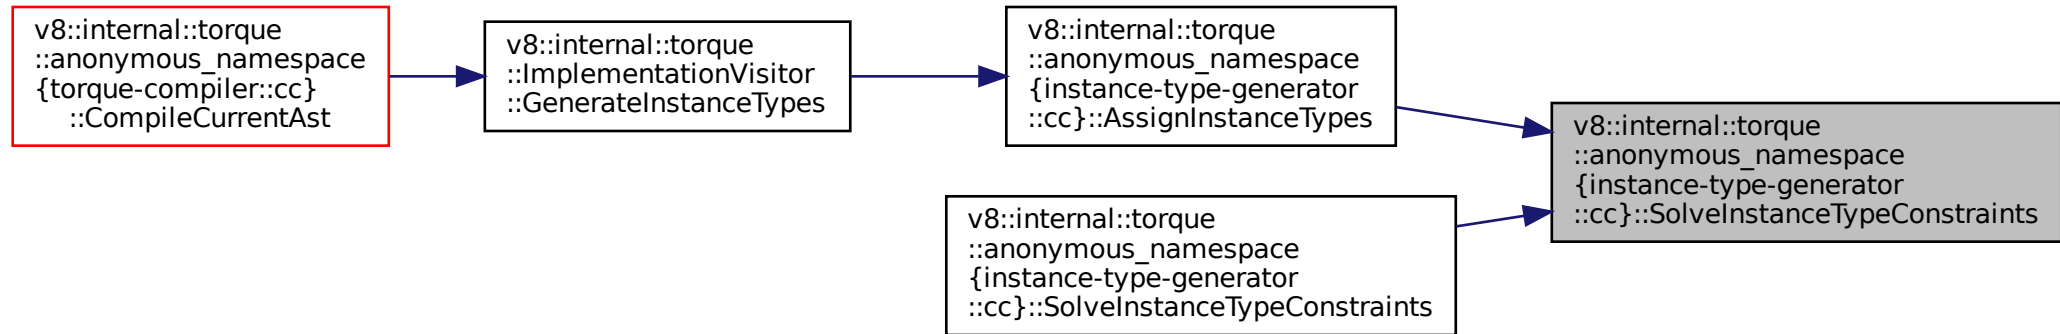 v8::internal::torque
::anonymous_namespace
{torque-compiler::cc}
::CompileCurrentAst
v8::internal::torque
::ImplementationVisitor
::GenerateInstanceTypes
v8::internal::torque
::anonymous_namespace
{instance-type-generator
::cc}::AssignInstanceTypes
v8::internal::torque
::anonymous_namespace
{instance-type-generator
::cc}::SolveInstanceTypeConstraints
v8::internal::torque
::anonymous_namespace
{instance-type-generator
::cc}::SolveInstanceTypeConstraints